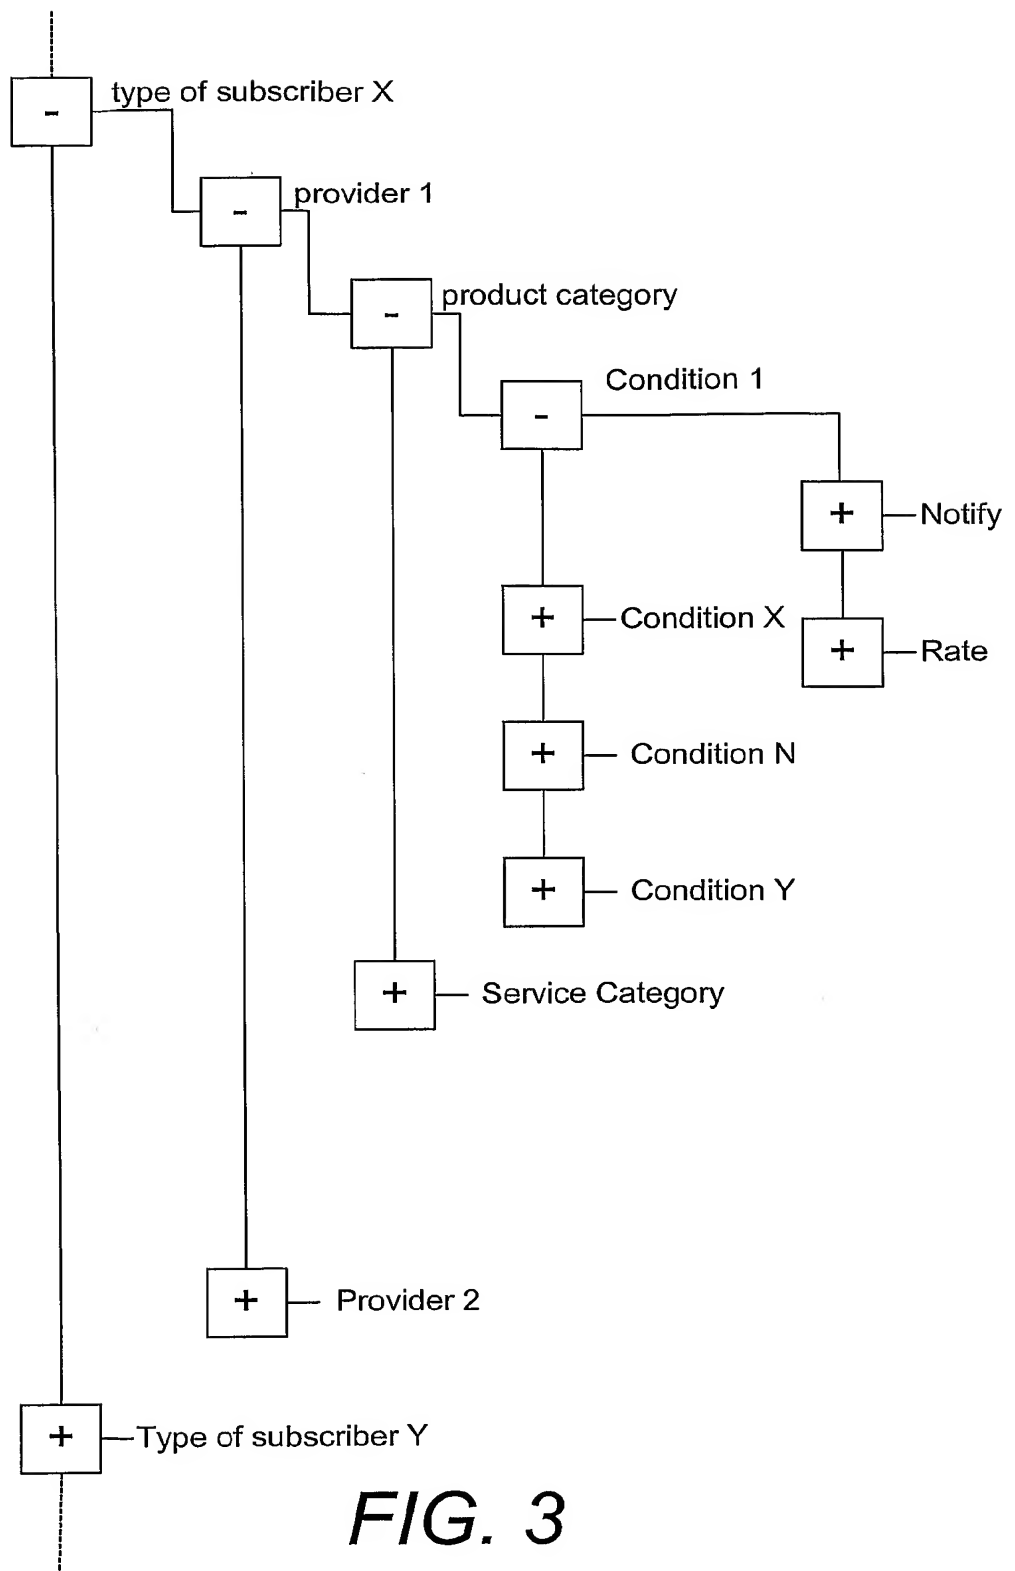 - type of subscriber X
- provider 1
- product category
- Condition 1
+ Notify
+ Condition X
+ Rate
+ Condition N
+ Condition Y
+ Service Category
+ Provider 2
+ Type of subscriber Y
FIG. 3